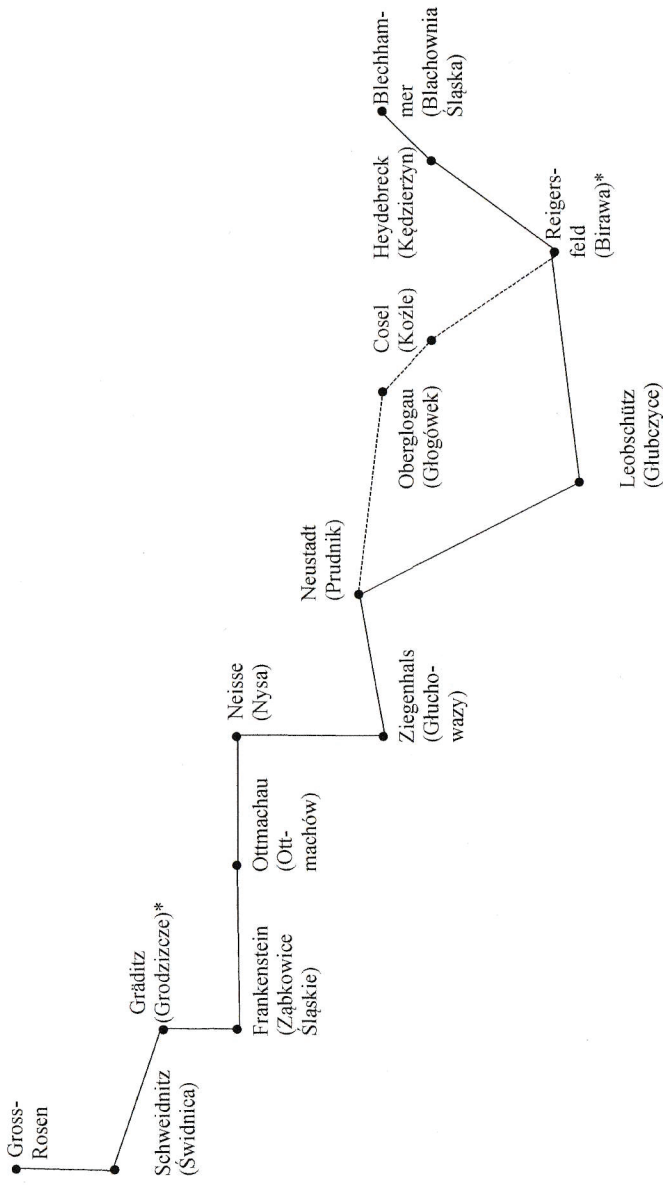 Gross-
Rosen
Schweidnitz
(Świdnica)
Gräditz
(Grodzizcze)*
Frankenstein
(Ząbkowice
Śląskie)
Ottmachau
(Ott-
machów)
Neisse
(Nysa)
Ziegenhals
(Głucho-
wazy)
Neustadt
(Prudnik)
Oberglogau
(Głogówek)
Cosel
(Koźle)
Leobschütz
(Głubczyce)
Reigers-
feld
(Birawa)*
Heydebreck
(Kędzierżyn)
Blechham-
mer
(Blachownia
Śląska)